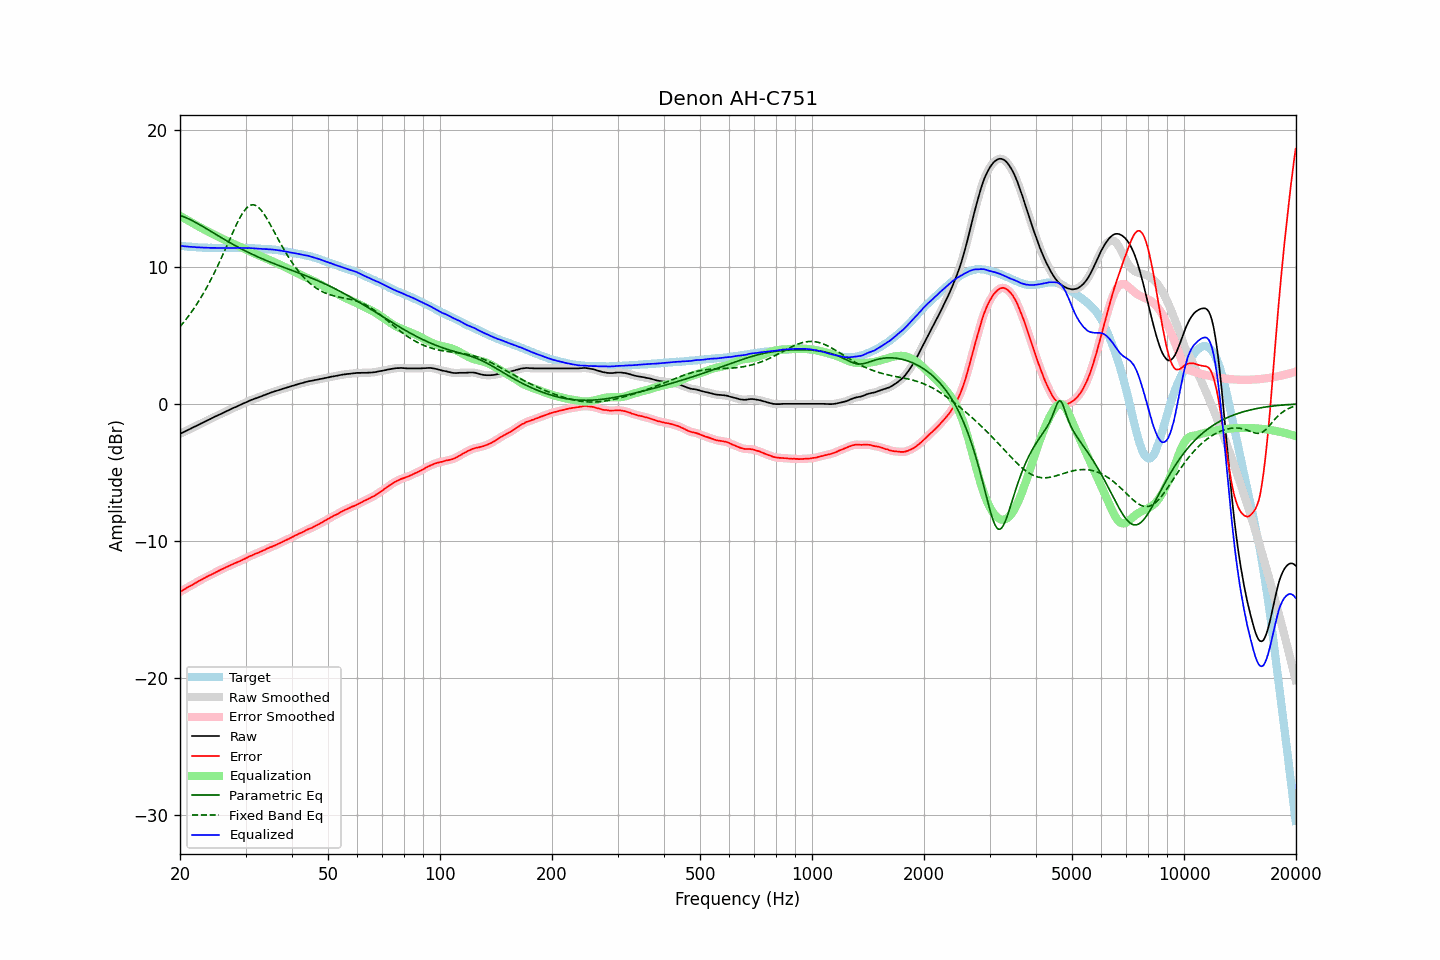 Denon AH-C751
Amplitude (dBr)
20
10
0
−10
−20
−30
Target
Raw Smoothed
Error Smoothed
Raw
Error
Equalization
Parametric Eq
Fixed Band Eq
Equalized
20 50 100 200 500 1000 2000 5000 10000 20000
Frequency (Hz)